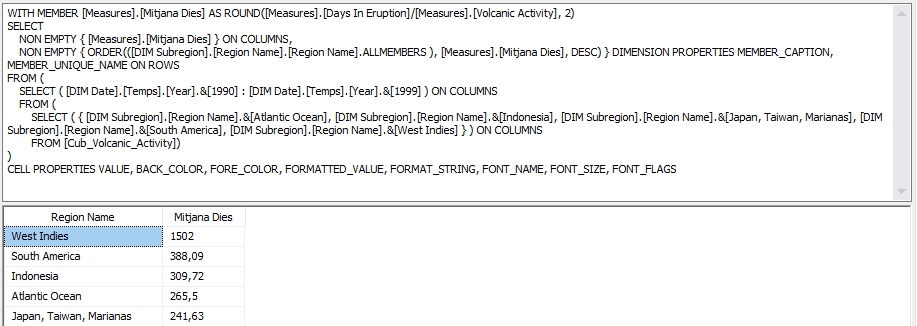 WITH MEMBER [Measures].[Mitjana Dies] AS ROUND([Measures].[Days In Eruption]/[Measures].[Volcanic Activity], 2)
SELECT
NON EMPTY { [Measures].[Mitjana Dies] } ON COLUMNS,
NON EMPTY { ORDER(([DIM Subregion].[Region Name].[Region Name].ALLMEMBERS ), [Measures].[Mitjana Dies], DESC) } DIMENSION PROPERTIES MEMBER_CAPTION,
MEMBER_UNIQUE_NAME ON ROWS
FROM (
SELECT ( [DIM Date].[Temps].[Year].&[1990] : [DIM Date].[Temps].[Year].&[1999] ) ON COLUMNS
FROM (
SELECT ( { [DIM Subregion].[Region Name].&[Atlantic Ocean], [DIM Subregion].[Region Name].&[Indonesia], [DIM Subregion].[Region Name].&[Japan, Taiwan, Marianas], [DIM
Subregion].[Region Name].&[South America], [DIM Subregion].[Region Name].&[West Indies] } ) ON COLUMNS
FROM [Cub_Volcanic_Activity])
)
CELL PROPERTIES VALUE, BACK_COLOR, FORE_COLOR, FORMATTED_VALUE, FORMAT_STRING, FONT_NAME, FONT_SIZE, FONT_FLAGS
Region Name Mitjana Dies
West Indies 1502
South America 388,09
Indonesia 309,72
Atlantic Ocean 265,5
Japan, Taiwan, Marianas 241,63